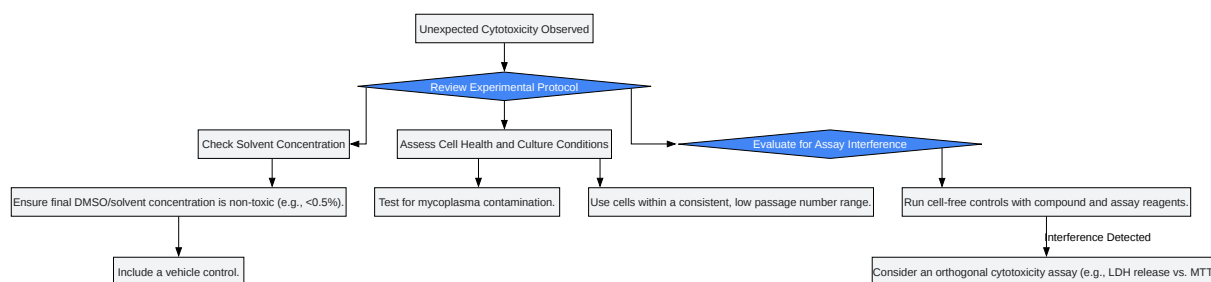 Unexpected Cytotoxicity Observed
Review Experimental Protocol
Check Solvent Concentration
Assess Cell Health and Culture Conditions
Evaluate for Assay Interference
Ensure final DMSO/solvent concentration is non-toxic (e.g., <0.5%).
Test for mycoplasma contamination.
Use cells within a consistent, low passage number range.
Run cell-free controls with compound and assay reagents.
Interference Detected
Include a vehicle control.
Consider an orthogonal cytotoxicity assay (e.g., LDH release vs. MTT